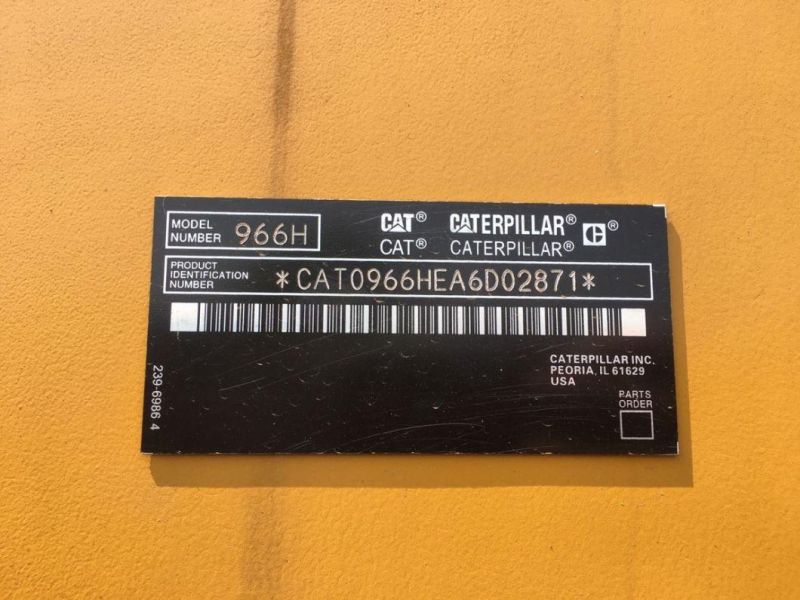 MODEL NUMBER 966H
CAT® CATERPILLAR® C®
CAT® CATERPILLAR®
PRODUCT
IDENTIFICATION
NUMBER
*CAT0966HEA6D02871*
CATERPILLAR INC.
PEORIA, IL 61629
USA
PARTS
ORDER
239-6986 4